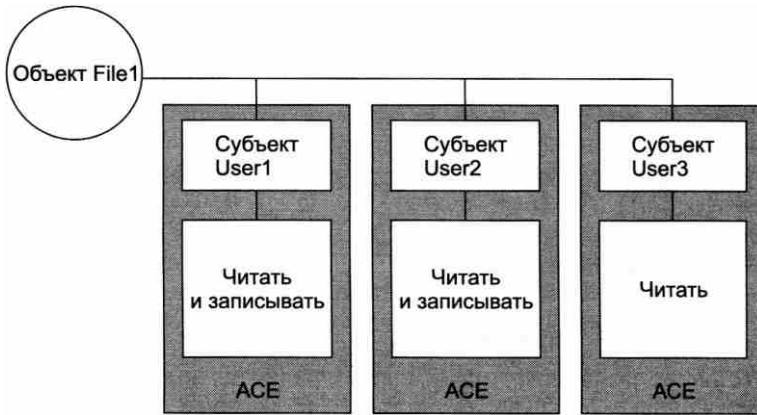 Объект File1
Субъект
User1
Субъект
User2
Субъект
User3
Читать
и записывать
Читать
и записывать
Читать
ACE
ACE
ACE